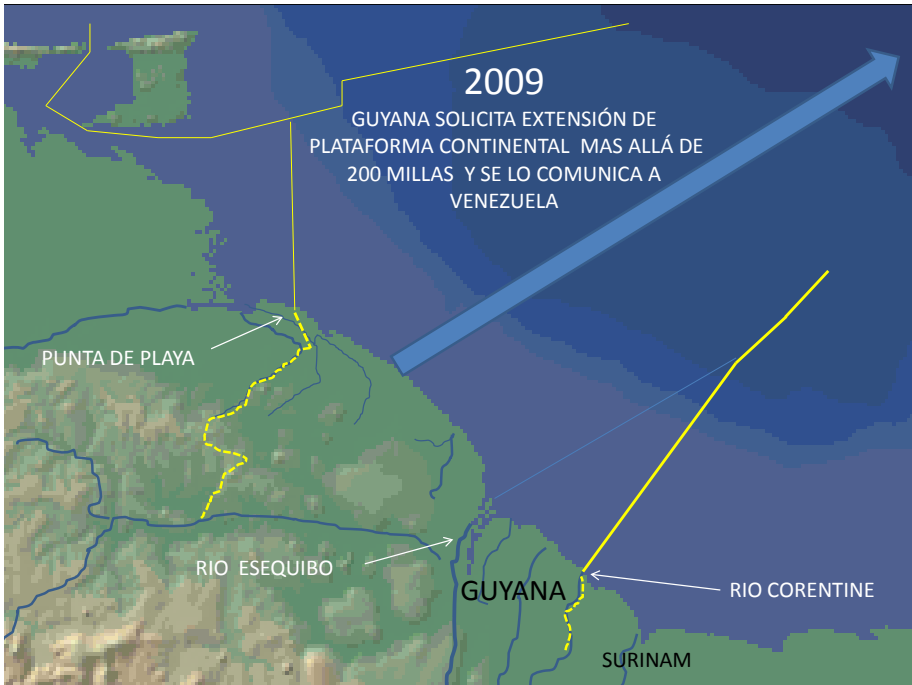 2009
GUYANA SOLICITA EXTENSIÓN DE
PLATAFORMA CONTINENTAL MAS ALLÁ DE
200 MILLAS Y SE LO COMUNICA A
VENEZUELA
PUNTA DE PLAYA
RIO ESEQUIBO
GUYANA
RIO CORENTINE
SURINAM